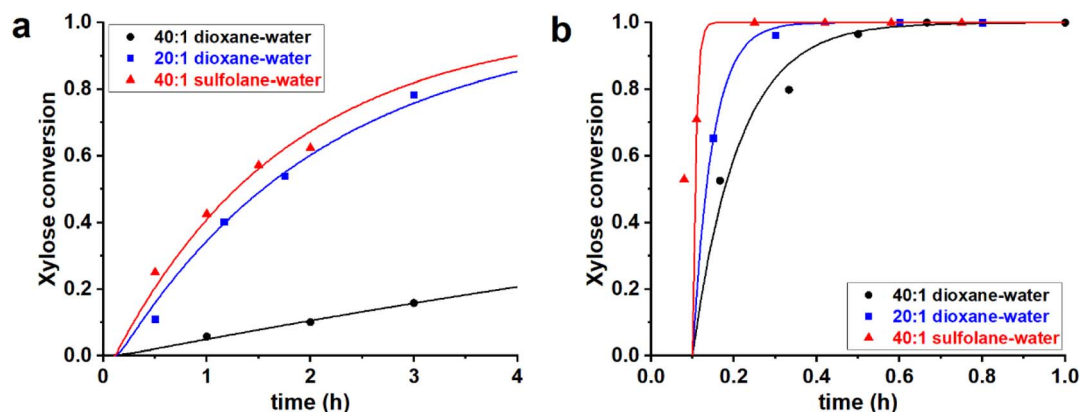 a
1.0
0.8
0.6
0.4
0.2
0.0
Xylose conversion
40:1 dioxane-water
20:1 dioxane-water
40:1 sulfolane-water
0 1 2 3 4
time (h)
b
1.0
0.8
0.6
0.4
0.2
0.0
Xylose conversion
40:1 dioxane-water
20:1 dioxane-water
40:1 sulfolane-water
0.0 0.2 0.4 0.6 0.8 1.0
time (h)